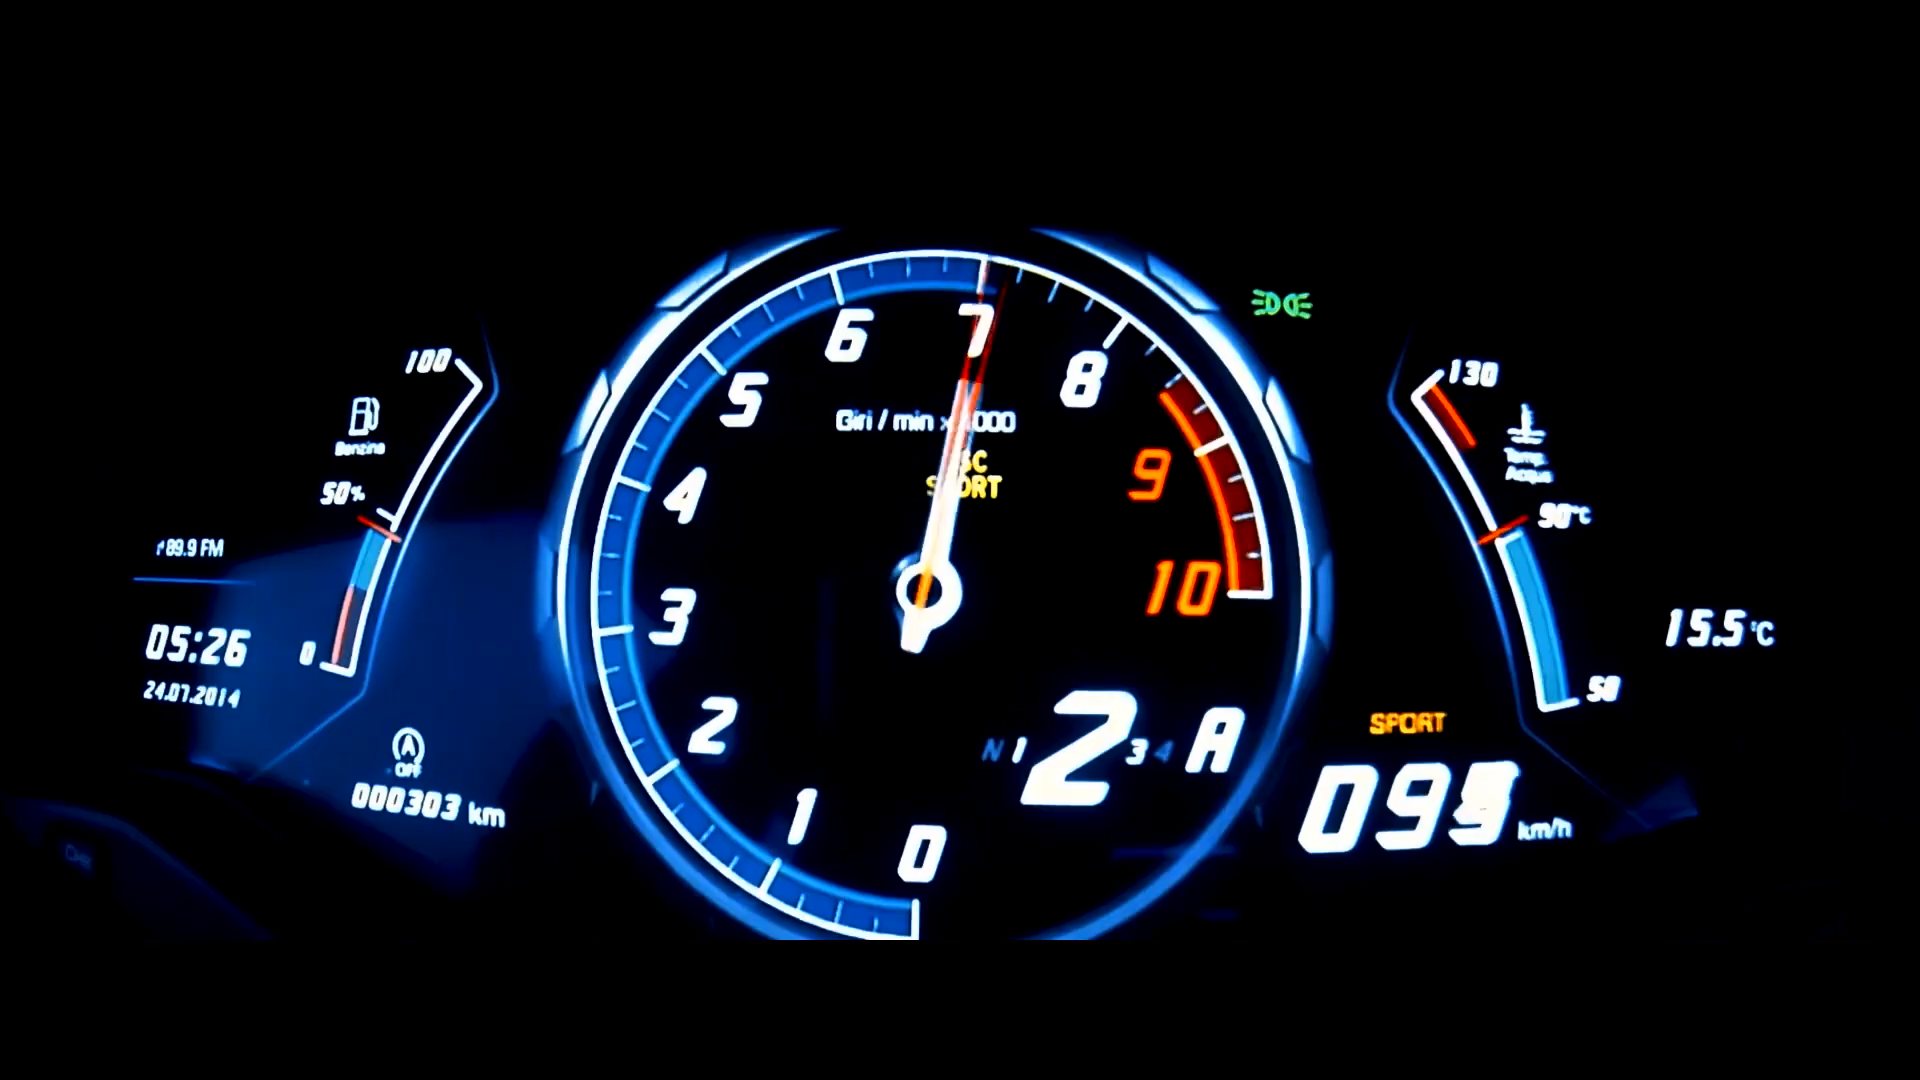 100
Benzina
50%
89.9 FM
05:26
24.07.2014
0
A
OFF
000303 km
0
1
2
3
4
5
6
7
8
9
10
Giri / min
SPORT
N 1 2 3 4 A
130
Temp.
Acqua
90°C
50
15.5 °C
SPORT
km/h